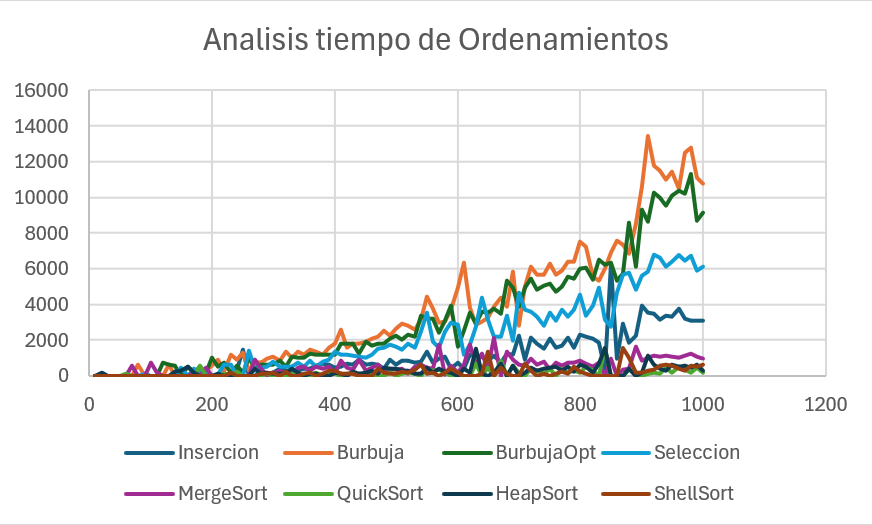 Analisis tiempo de Ordenamientos
16000
14000
12000
10000
8000
6000
4000
2000
0
0 200 400 600 800 1000 1200
Insercion Burbuja BurbujaOpt Seleccion
MergeSort QuickSort HeapSort ShellSort